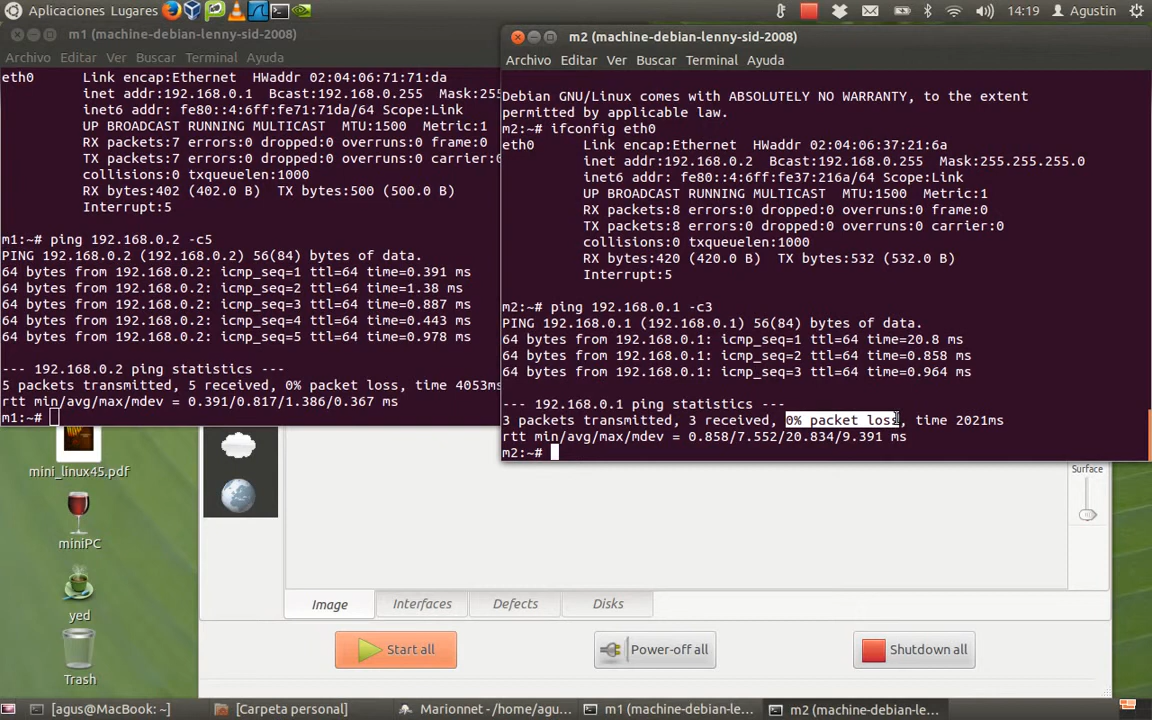 Aplicaciones Lugares
14:19
Agustin
m1 (machine-debian-lenny-sid-2008)
Archivo Editar Ver Buscar Terminal Ayuda
eth0 Link encap:Ethernet HWaddr 02:04:06:71:71:da
inet addr:192.168.0.1 Bcast:192.168.0.255 Mask:255
inet6 addr: fe80::4:6ff:fe71:71da/64 Scope:Link
UP BROADCAST RUNNING MULTICAST MTU:1500 Metric:1
RX packets:7 errors:0 dropped:0 overruns:0 frame:0
TX packets:7 errors:0 dropped:0 overruns:0 carrier:0
collisions:0 txqueuelen:1000
RX bytes:402 (402.0 B) TX bytes:500 (500.0 B)
Interrupt:5
m1:~# ping 192.168.0.2 -c5
PING 192.168.0.2 (192.168.0.2) 56(84) bytes of data.
64 bytes from 192.168.0.2: icmp_seq=1 ttl=64 time=0.391 ms
64 bytes from 192.168.0.2: icmp_seq=2 ttl=64 time=1.38 ms
64 bytes from 192.168.0.2: icmp_seq=3 ttl=64 time=0.887 ms
64 bytes from 192.168.0.2: icmp_seq=4 ttl=64 time=0.443 ms
64 bytes from 192.168.0.2: icmp_seq=5 ttl=64 time=0.978 ms
--- 192.168.0.2 ping statistics ---
5 packets transmitted, 5 received, 0% packet loss, time 4053ms
rtt min/avg/max/mdev = 0.391/0.817/1.386/0.367 ms
m1:~#
m2 (machine-debian-lenny-sid-2008)
Archivo Editar Ver Buscar Terminal Ayuda
Debian GNU/Linux comes with ABSOLUTELY NO WARRANTY, to the extent
permitted by applicable law.
m2:~# ifconfig eth0
eth0 Link encap:Ethernet HWaddr 02:04:06:37:21:6a
inet addr:192.168.0.2 Bcast:192.168.0.255 Mask:255.255.255.0
inet6 addr: fe80::4:6ff:fe37:216a/64 Scope:Link
UP BROADCAST RUNNING MULTICAST MTU:1500 Metric:1
RX packets:8 errors:0 dropped:0 overruns:0 frame:0
TX packets:8 errors:0 dropped:0 overruns:0 carrier:0
collisions:0 txqueuelen:1000
RX bytes:420 (420.0 B) TX bytes:532 (532.0 B)
Interrupt:5
m2:~# ping 192.168.0.1 -c3
PING 192.168.0.1 (192.168.0.1) 56(84) bytes of data.
64 bytes from 192.168.0.1: icmp_seq=1 ttl=64 time=20.8 ms
64 bytes from 192.168.0.1: icmp_seq=2 ttl=64 time=0.858 ms
64 bytes from 192.168.0.1: icmp_seq=3 ttl=64 time=0.964 ms
--- 192.168.0.1 ping statistics ---
3 packets transmitted, 3 received, 0% packet loss, time 2021ms
rtt min/avg/max/mdev = 0.858/7.552/20.834/9.391 ms
m2:~#
mini_linux45.pdf
miniPC
yed
Trash
Surface
Image Interfaces Defects Disks
Start all
Power-off all
Shutdown all
[agus@MacBook: ~]
[Carpeta personal]
Marionnet - /home/agu...
m1 (machine-debian-le...
m2 (machine-debian-le...